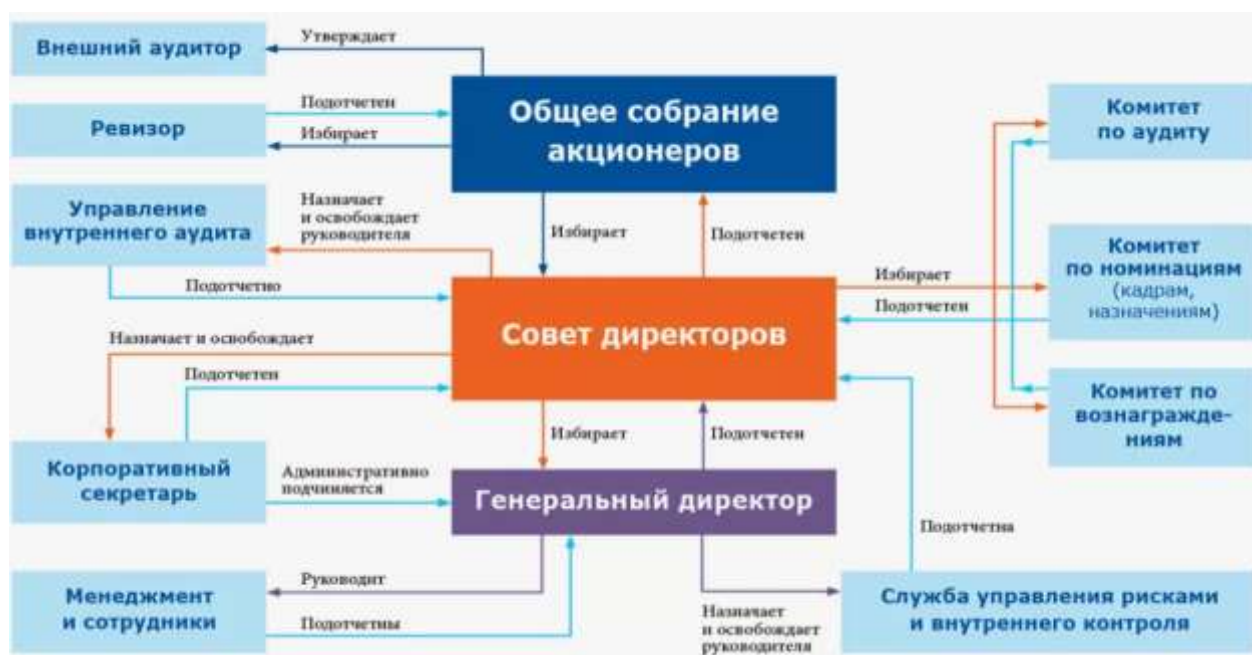 Внешний аудитор
Утверждает
Ревизор
Подотчетен
Избирает
Общее собрание
акционеров
Комитет
по аудиту
Управление
внутреннего аудита
Назначает
и освобождает
руководителя
Избирает
Подотчетен
Подотчетно
Избирает
Подотчетен
Комитет
по номинациям
(кадрам,
назначениям)
Совет директоров
Назначает и освобождает
Подотчетен
Комитет по
вознагражде-
ниям
Избирает
Подотчетен
Корпоративный
секретарь
Административно
подчиняется
Генеральный директор
Подотчетна
Менеджмент
и сотрудники
Руководит
Подотчетны
Назначает
и освобождает
руководителя
Служба управления рисками
и внутреннего контроля